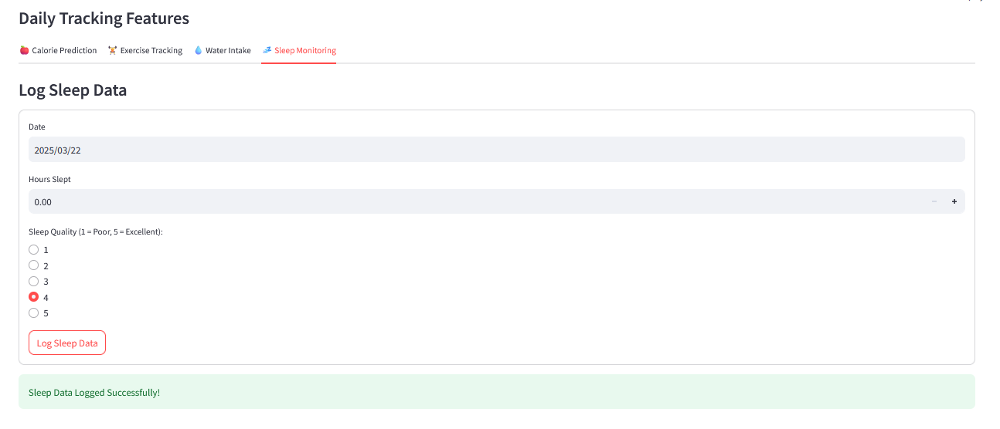 Daily Tracking Features
Calorie Prediction Exercise Tracking Water Intake Sleep Monitoring
Log Sleep Data
Date
2025/03/22
Hours Slept
0.00 − +
Sleep Quality (1 = Poor, 5 = Excellent):
1
2
3
4
5
Log Sleep Data
Sleep Data Logged Successfully!